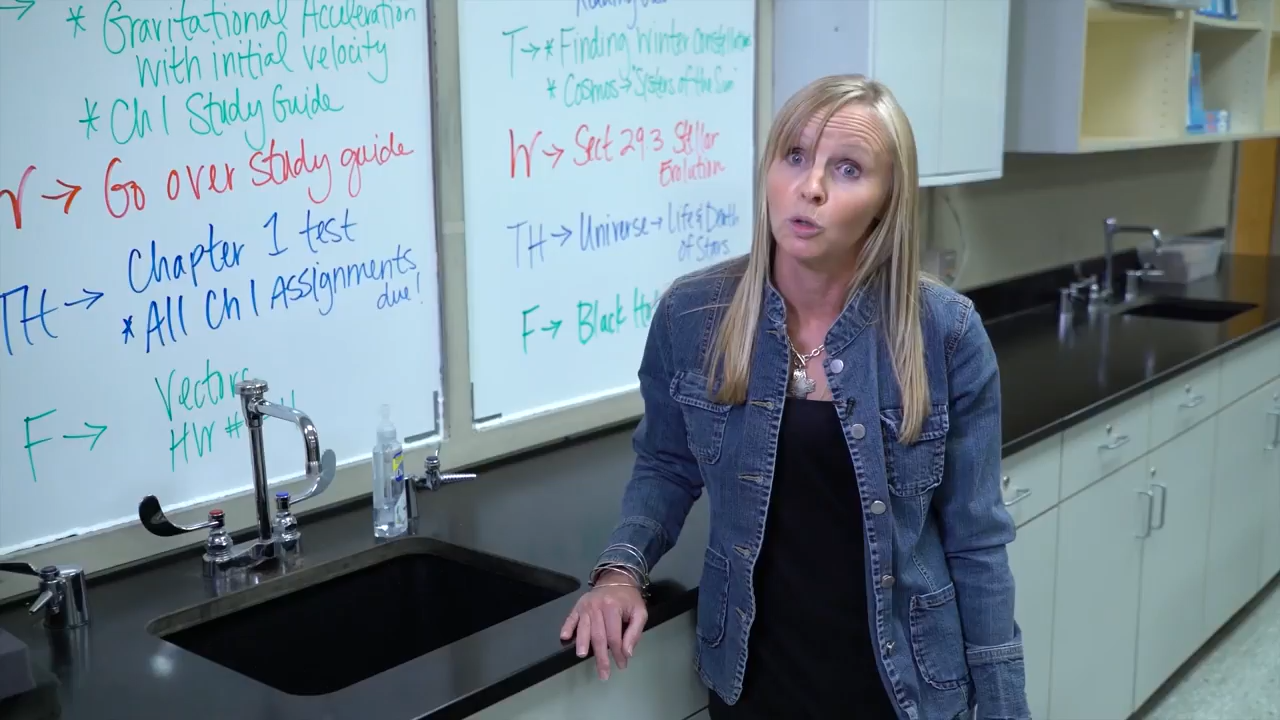 * Gravitational Acceleration
with initial velocity
* Ch 1 Study Guide
W → Go over study guide
TH → Chapter 1 test
* All Ch 1 Assignments
due!
F → Vectors
HW #
T → * Finding Winter Constellations
* Cosmos → "Sisters of the Sun"
W → Sect 29.3 Stellar
Evolution
TH → Universe → Life & Death
of Stars
F → Black